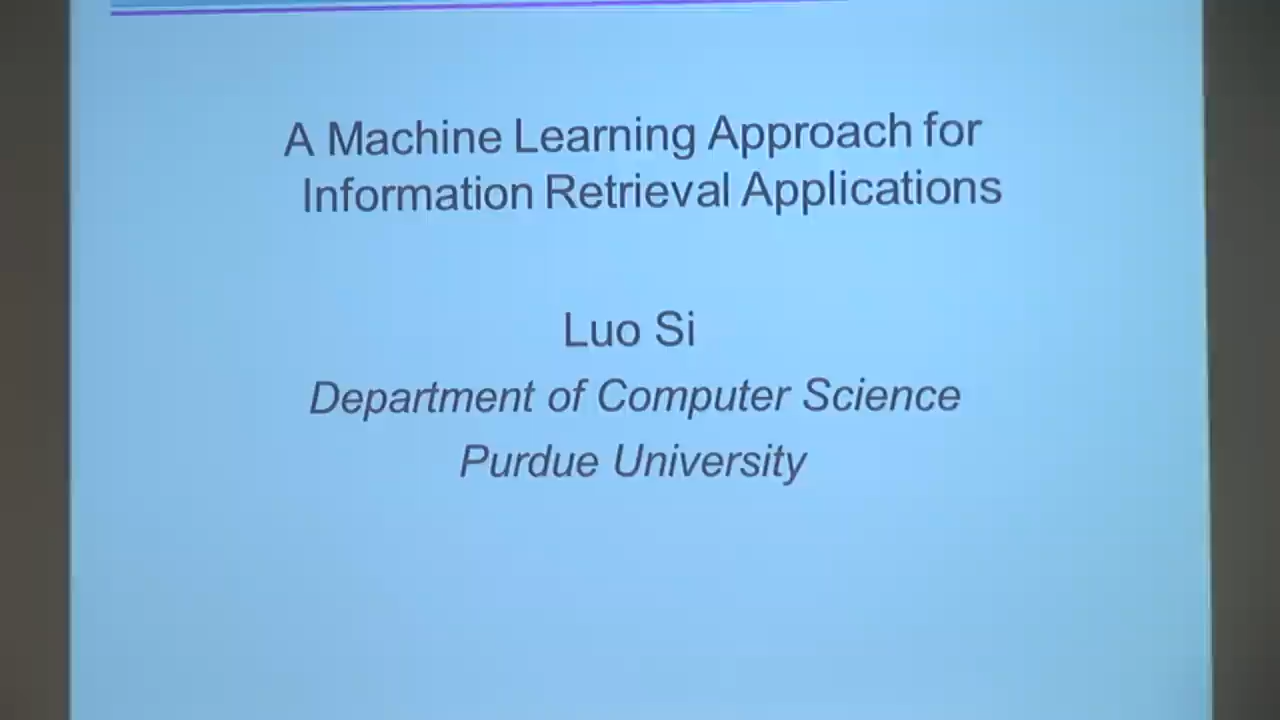 A Machine Learning Approach for
Information Retrieval Applications
Luo Si
Department of Computer Science
Purdue University